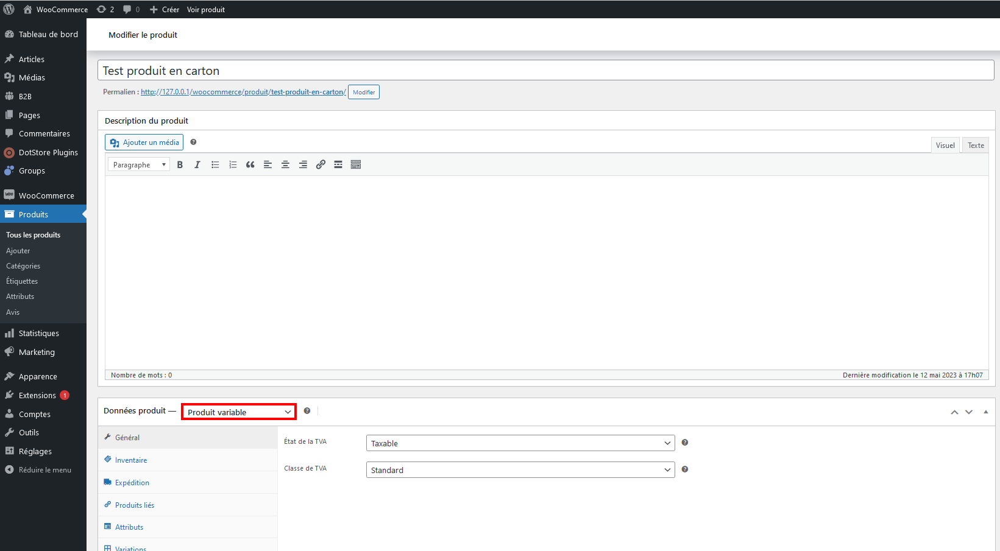 WooCommerce 2 0 Créer Voir produit
Tableau de bord
Articles
Médias
B2B
Pages
Commentaires
DotStore Plugins
Groups
WooCommerce
Produits
Tous les produits
Ajouter
Catégories
Étiquettes
Attributs
Avis
Statistiques
Marketing
Apparence
Extensions 1
Comptes
Outils
Réglages
Réduire le menu
Modifier le produit
Test produit en carton
Permalien : http://127.0.0.1/woocommerce/produit/test-produit-en-carton/ Modifier
Description du produit
Ajouter un média
Visuel Texte
Paragraphe
Nombre de mots : 0 Dernière modification le 12 mai 2023 à 17h07
Données produit — Produit variable
Général
Inventaire
Expédition
Produits liés
Attributs
Variations
État de la TVA Taxable
Classe de TVA Standard